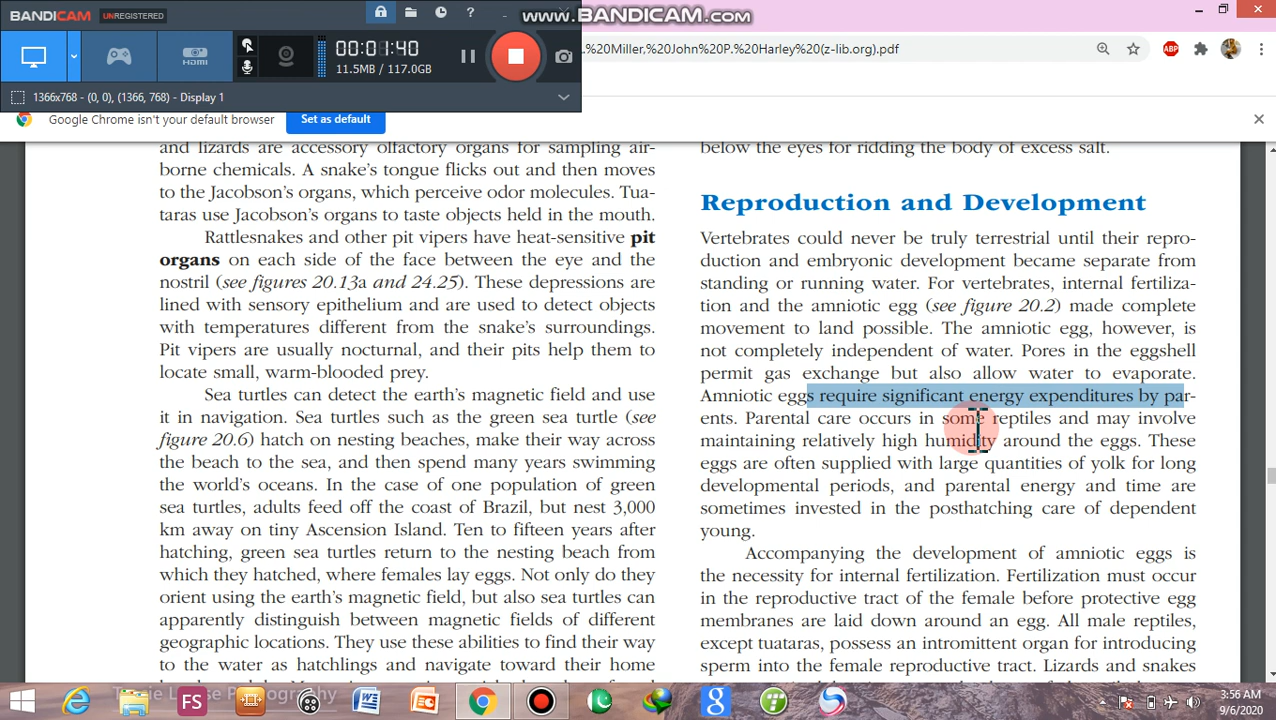 BANDICAM UNREGISTERED
www.BANDICAM.com
HDMI
00:01:40
11.5MB / 117.0GB
1366x768 - (0, 0), (1366, 768) - Display 1
.%20Miller,%20John%20P.%20Harley (z-lib.org).pdf
ABP
Google Chrome isn't your default browser
Set as default
and lizards are accessory olfactory organs for sampling air-
borne chemicals. A snake's tongue flicks out and then moves
to the Jacobson's organs, which perceive odor molecules. Tua-
taras use Jacobson's organs to taste objects held in the mouth.
Rattlesnakes and other pit vipers have heat-sensitive pit
organs on each side of the face between the eye and the
nostril (see figures 20.13a and 24.25). These depressions are
lined with sensory epithelium and are used to detect objects
with temperatures different from the snake's surroundings.
Pit vipers are usually nocturnal, and their pits help them to
locate small, warm-blooded prey.
Sea turtles can detect the earth's magnetic field and use
it in navigation. Sea turtles such as the green sea turtle (see
figure 20.6) hatch on nesting beaches, make their way across
the beach to the sea, and then spend many years swimming
the world's oceans. In the case of one population of green
sea turtles, adults feed off the coast of Brazil, but nest 3,000
km away on tiny Ascension Island. Ten to fifteen years after
hatching, green sea turtles return to the nesting beach from
which they hatched, where females lay eggs. Not only do they
orient using the earth's magnetic field, but also sea turtles can
apparently distinguish between magnetic fields of different
geographic locations. They use these abilities to find their way
to the water as hatchlings and navigate toward their home
below the eyes for ridding the body of excess salt.
Reproduction and Development
Vertebrates could never be truly terrestrial until their repro-
duction and embryonic development became separate from
standing or running water. For vertebrates, internal fertiliza-
tion and the amniotic egg (see figure 20.2) made complete
movement to land possible. The amniotic egg, however, is
not completely independent of water. Pores in the eggshell
permit gas exchange but also allow water to evaporate.
Amniotic eggs require significant energy expenditures by par-
ents. Parental care occurs in some reptiles and may involve
maintaining relatively high humidity around the eggs. These
eggs are often supplied with large quantities of yolk for long
developmental periods, and parental energy and time are
sometimes invested in the posthatching care of dependent
young.
Accompanying the development of amniotic eggs is
the necessity for internal fertilization. Fertilization must occur
in the reproductive tract of the female before protective egg
membranes are laid down around an egg. All male reptiles,
except tuataras, possess an intromittent organ for introducing
sperm into the female reproductive tract. Lizards and snakes
FS
3:56 AM
9/6/2020